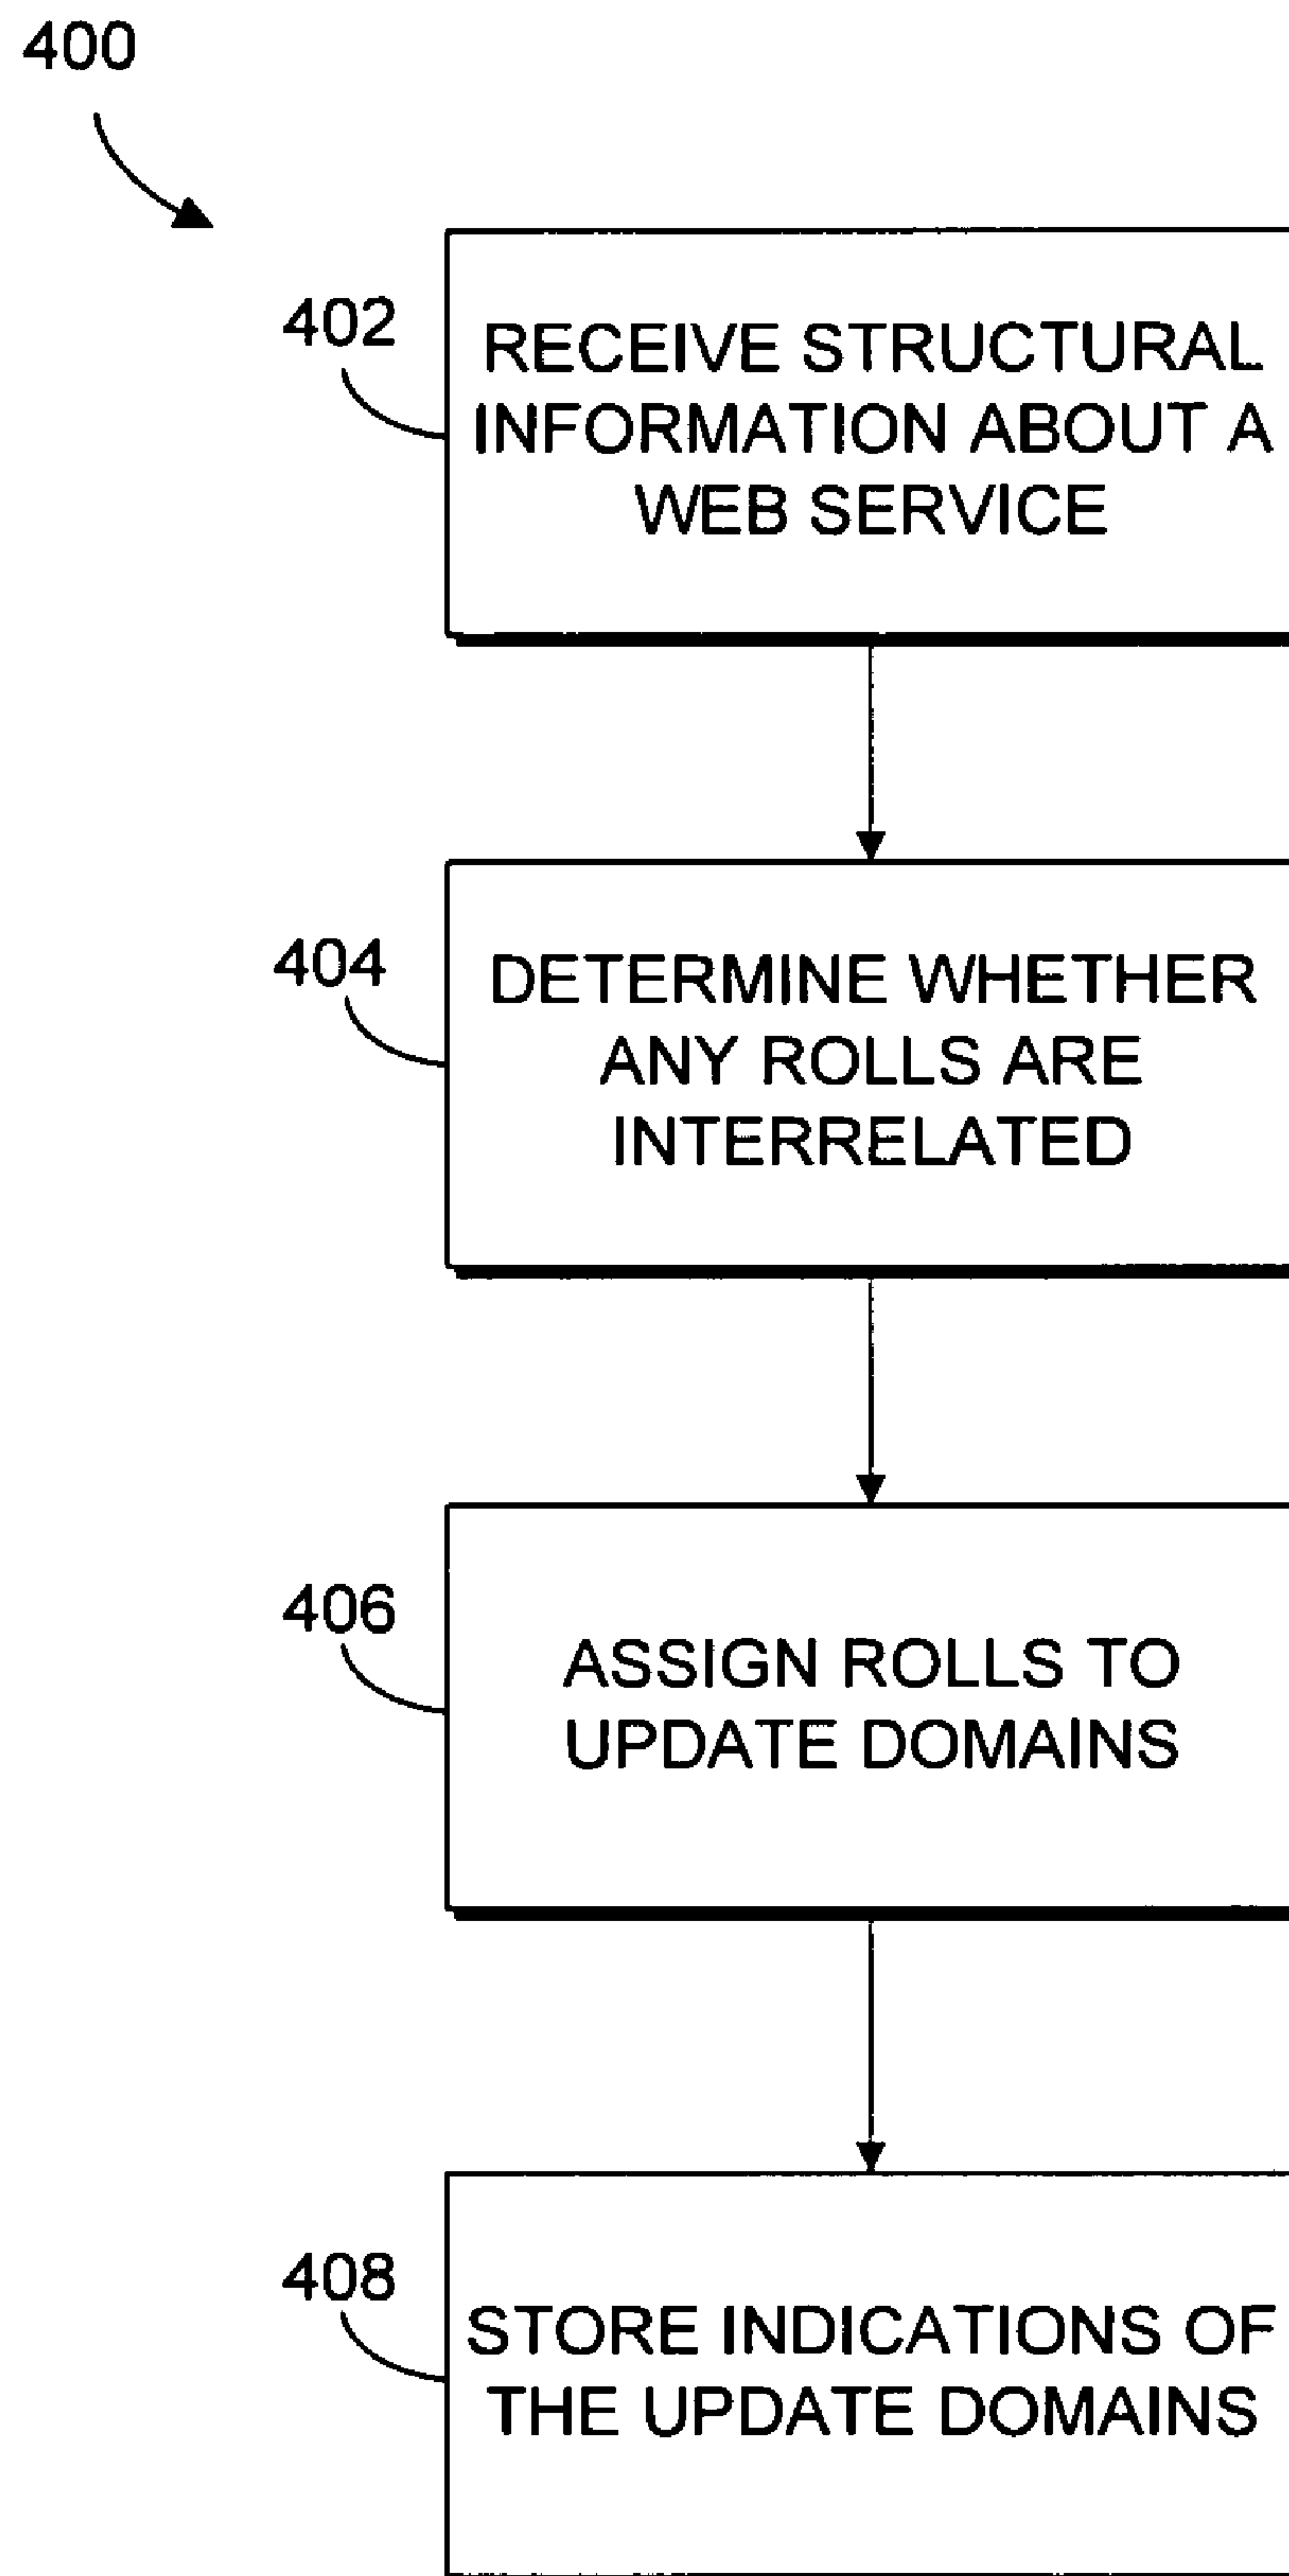 400
402
RECEIVE STRUCTURAL
INFORMATION ABOUT A
WEB SERVICE
404
DETERMINE WHETHER
ANY ROLLS ARE
INTERRELATED
406
ASSIGN ROLLS TO
UPDATE DOMAINS
408
STORE INDICATIONS OF
THE UPDATE DOMAINS